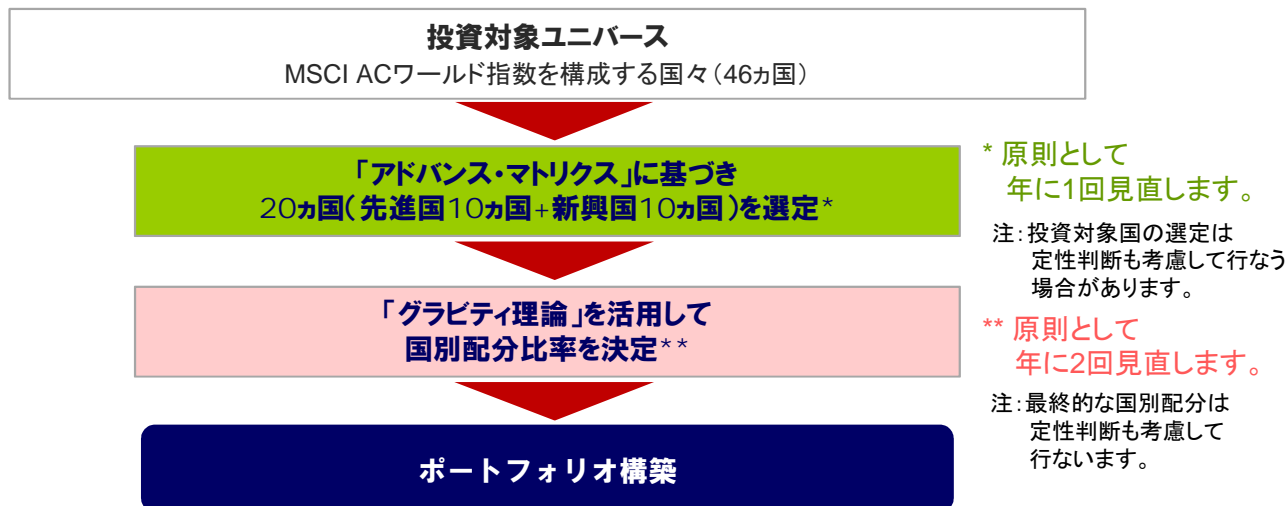 投資対象ユニバース
MSCI ACワールド指数を構成する国々（46ヵ国）
「アドバンス・マトリクス」に基づき
20ヵ国（先進国10ヵ国+新興国10ヵ国）を選定*
* 原則として
年に1回見直します。
注：投資対象国の選定は
定性判断も考慮して行なう
場合があります。
「グラビティ理論」を活用して
国別配分比率を決定**
** 原則として
年に2回見直します。
注：最終的な国別配分は
定性判断も考慮して
行ないます。
ポートフォリオ構築